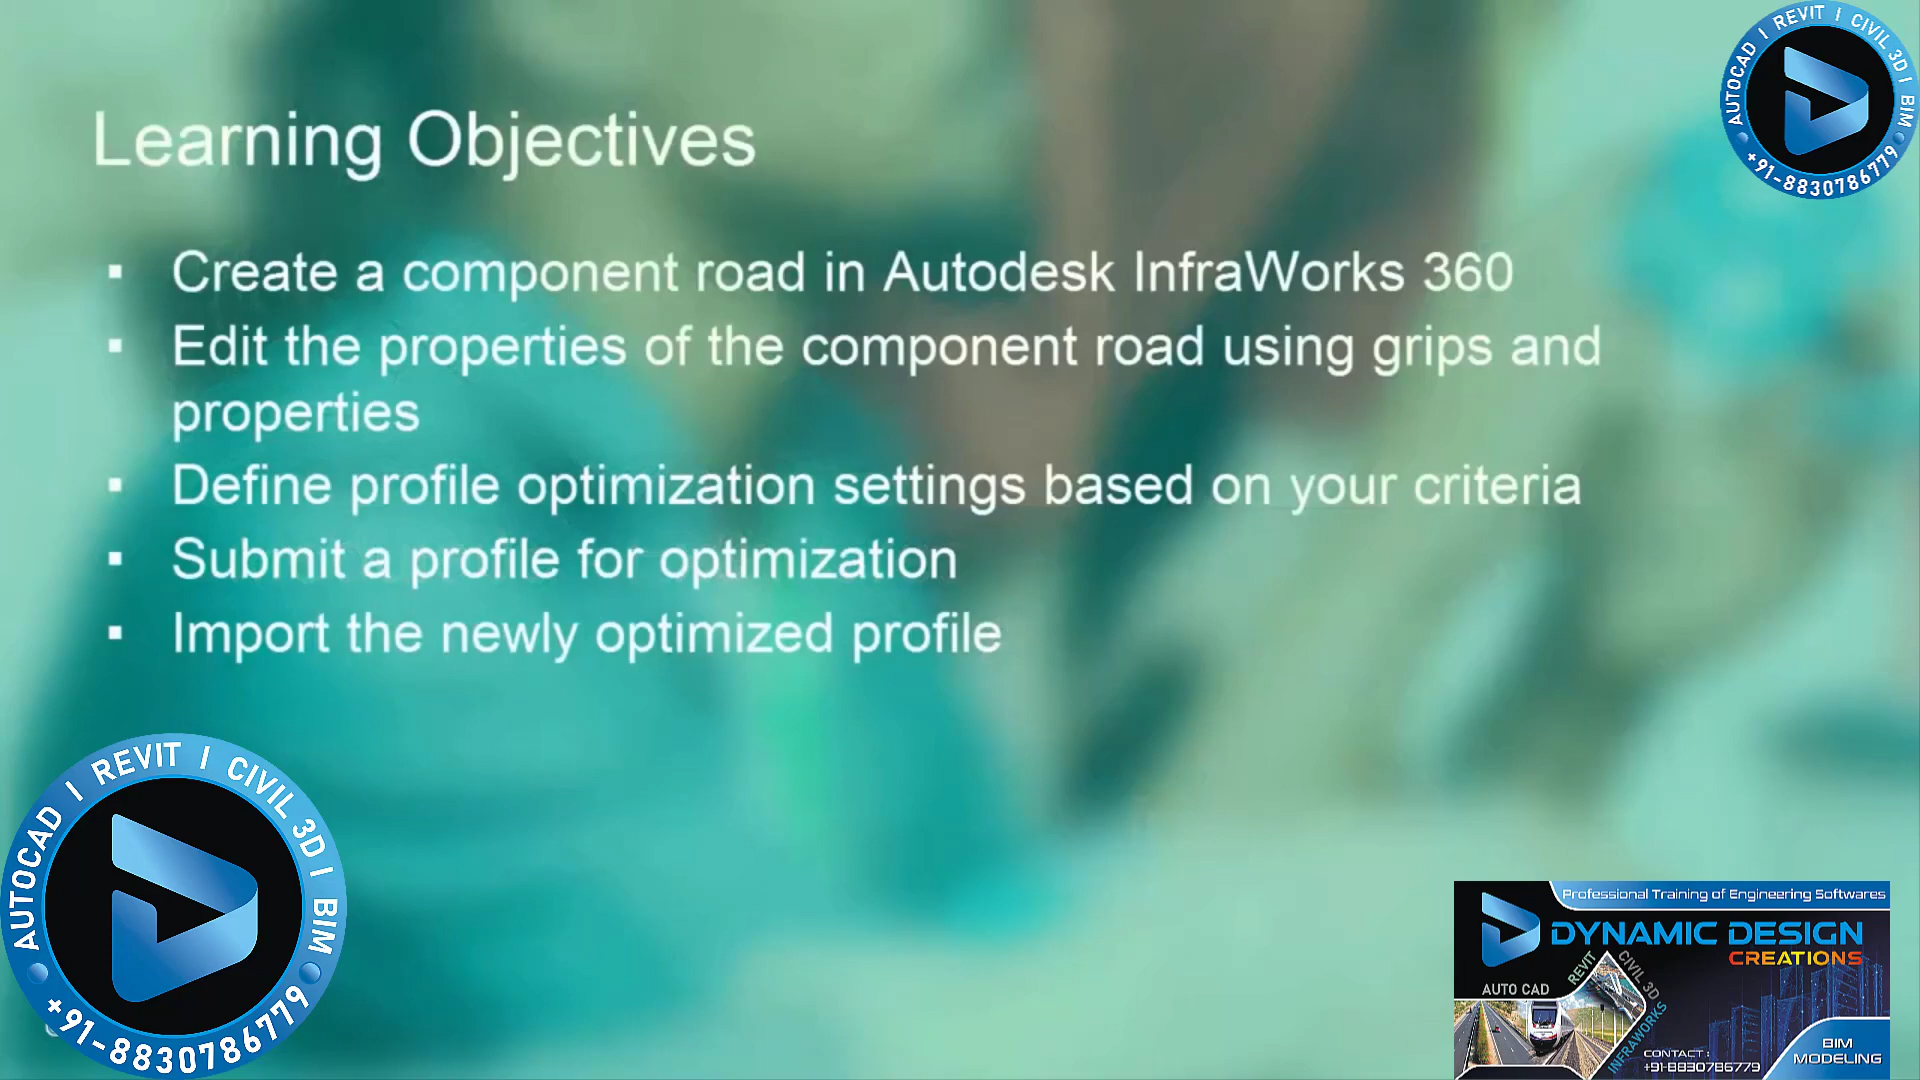 Learning Objectives
▪ Create a component road in Autodesk InfraWorks 360
▪ Edit the properties of the component road using grips and
properties
▪ Define profile optimization settings based on your criteria
▪ Submit a profile for optimization
▪ Import the newly optimized profile
AUTOCAD I REVIT I CIVIL 3D I BIM
+91-8830786779
AUTOCAD I REVIT I CIVIL 3D I BIM
+91-8830786779
Professional Training of Engineering Softwares
DYNAMIC DESIGN
CREATIONS
AUTO CAD
REVIT
CIVIL 3D
INFRAWORKS
CONTACT :
+91-8830786779
BIM
MODELING